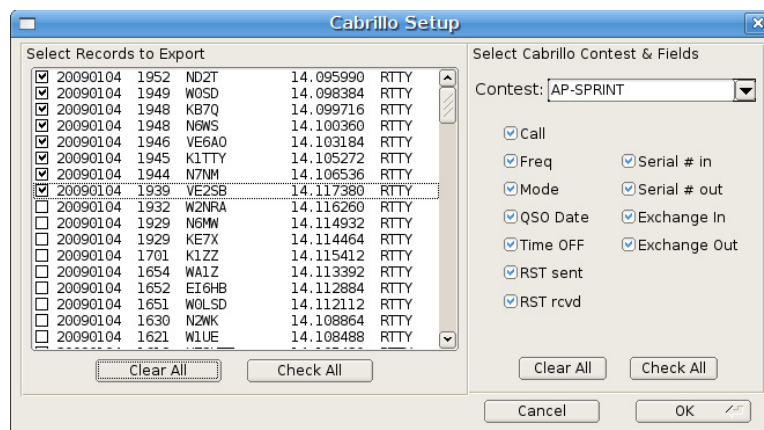 Cabrillo Setup
Select Records to Export
20090104 1952 ND2T 14.095990 RTTY
20090104 1949 W0SD 14.098384 RTTY
20090104 1948 KB7Q 14.099716 RTTY
20090104 1948 N6WS 14.100360 RTTY
20090104 1946 VE6AO 14.103184 RTTY
20090104 1945 K1TTY 14.105272 RTTY
20090104 1944 N7NM 14.106536 RTTY
20090104 1939 VE2SB 14.117380 RTTY
20090104 1932 W2NRA 14.116260 RTTY
20090104 1929 N6MW 14.114932 RTTY
20090104 1929 KE7X 14.114464 RTTY
20090104 1701 K1ZZ 14.115412 RTTY
20090104 1654 WA1Z 14.113392 RTTY
20090104 1652 EI6HB 14.112884 RTTY
20090104 1651 W0LSD 14.112112 RTTY
20090104 1630 N2WK 14.108864 RTTY
20090104 1621 W1UE 14.108488 RTTY
Clear All Check All
Select Cabrillo Contest & Fields
Contest: AP-SPRINT
Call
Freq Serial # in
Mode Serial # out
QSO Date Exchange In
Time OFF Exchange Out
RST sent
RST rcvd
Clear All Check All
Cancel OK